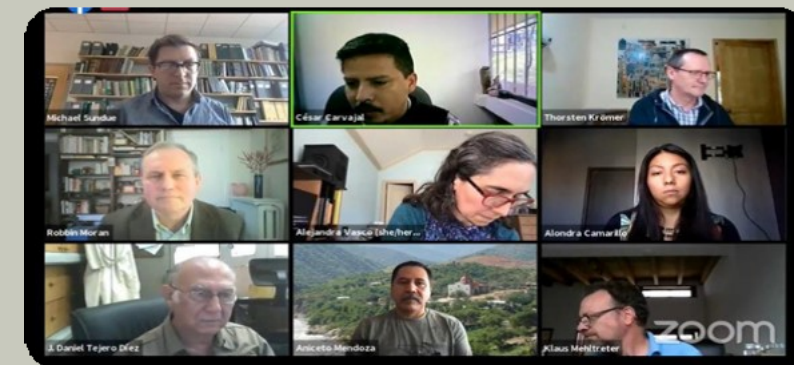 Michael Sundue
César Carvajal
Thorsten Krömer
Robbin Moran
Alejandra Vasco (she/her...
Alondra Camarillo
J. Daniel Tejero Díez
Aniceto Mendoza
Klaus Mehltreter
zoom